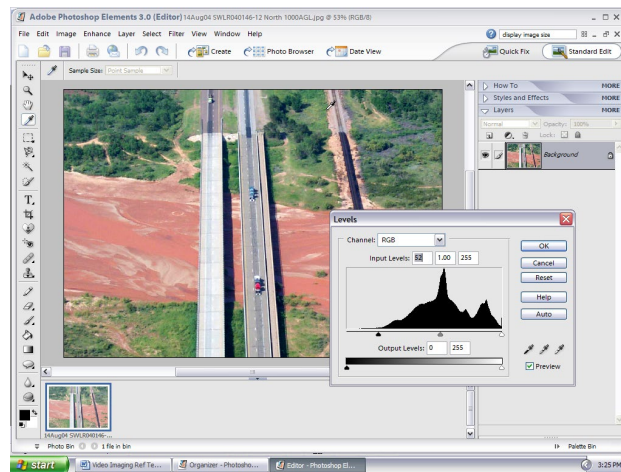 Adobe Photoshop Elements 3.0 (Editor) 14Aug04 SWLR040146-12 North 1000AGL.jpg @ 53% (RGB/8)
File Edit Image Enhance Layer Select Filter View Window Help
display image size
Create Photo Browser Date View
Quick Fix Standard Edit
Sample Size: Point Sample
How To MORE
Styles and Effects MORE
Layers MORE
Normal Opacity: 100%
Lock:
Background
Levels
Channel: RGB
Input Levels: 52 1.00 255
OK
Cancel
Reset
Help
Auto
Output Levels: 0 255
Preview
14Aug04 SWLR040146-...
Photo Bin 1 file in bin
Palette Bin
start Video Imaging Ref Te... Organizer - Photosho... Editor - Photoshop El... 3:25 PM